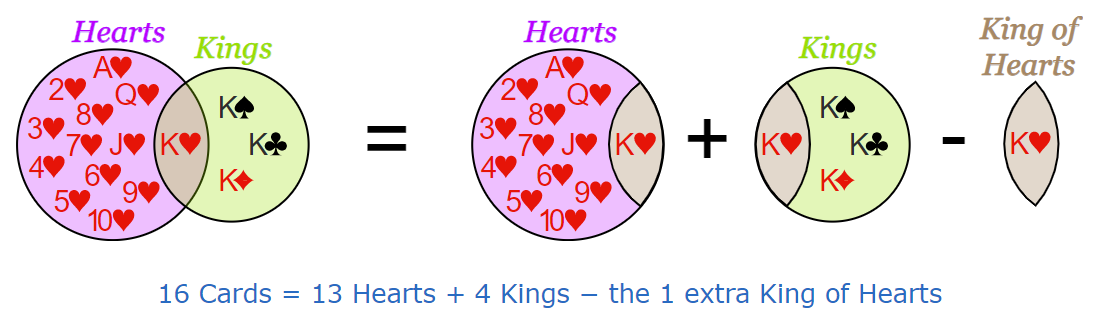 Hearts
Kings
A♥
2♥ Q♥
8♥
3♥ 7♥ J♥ K♥
4♥ 6♥
5♥ 9♥
10♥
K♠
K♣
K♦
=
Hearts
A♥
2♥ Q♥
8♥
3♥ 7♥ J♥ K♥
4♥ 6♥
5♥ 9♥
10♥
+
Kings
K♥
K♠
K♣
K♦
-
King of
Hearts
K♥
16 Cards = 13 Hearts + 4 Kings − the 1 extra King of Hearts